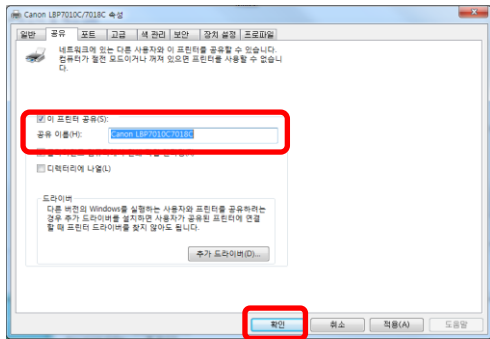 Canon LBP7010C/7018C 속성
일반 공유 포트 고급 색 관리 보안 장치 설정 프로파일
네트워크에 있는 다른 사용자와 이 프린터를 공유할 수 있습니다.
컴퓨터가 절전 모드이거나 꺼져 있으면 프린터를 사용할 수 없습니
다.
이 프린터 공유(S):
공유 이름(H): Canon LBP7010C7018C
디렉터리에 나열(L)
드라이버
다른 버전의 Windows를 실행하는 사용자와 프린터를 공유하려는
경우 추가 드라이버를 설치하면 사용자가 공유된 프린터에 연결
할 때 프린터 드라이버를 찾지 않아도 됩니다.
추가 드라이버(D)...
확인 취소 적용(A) 도움말